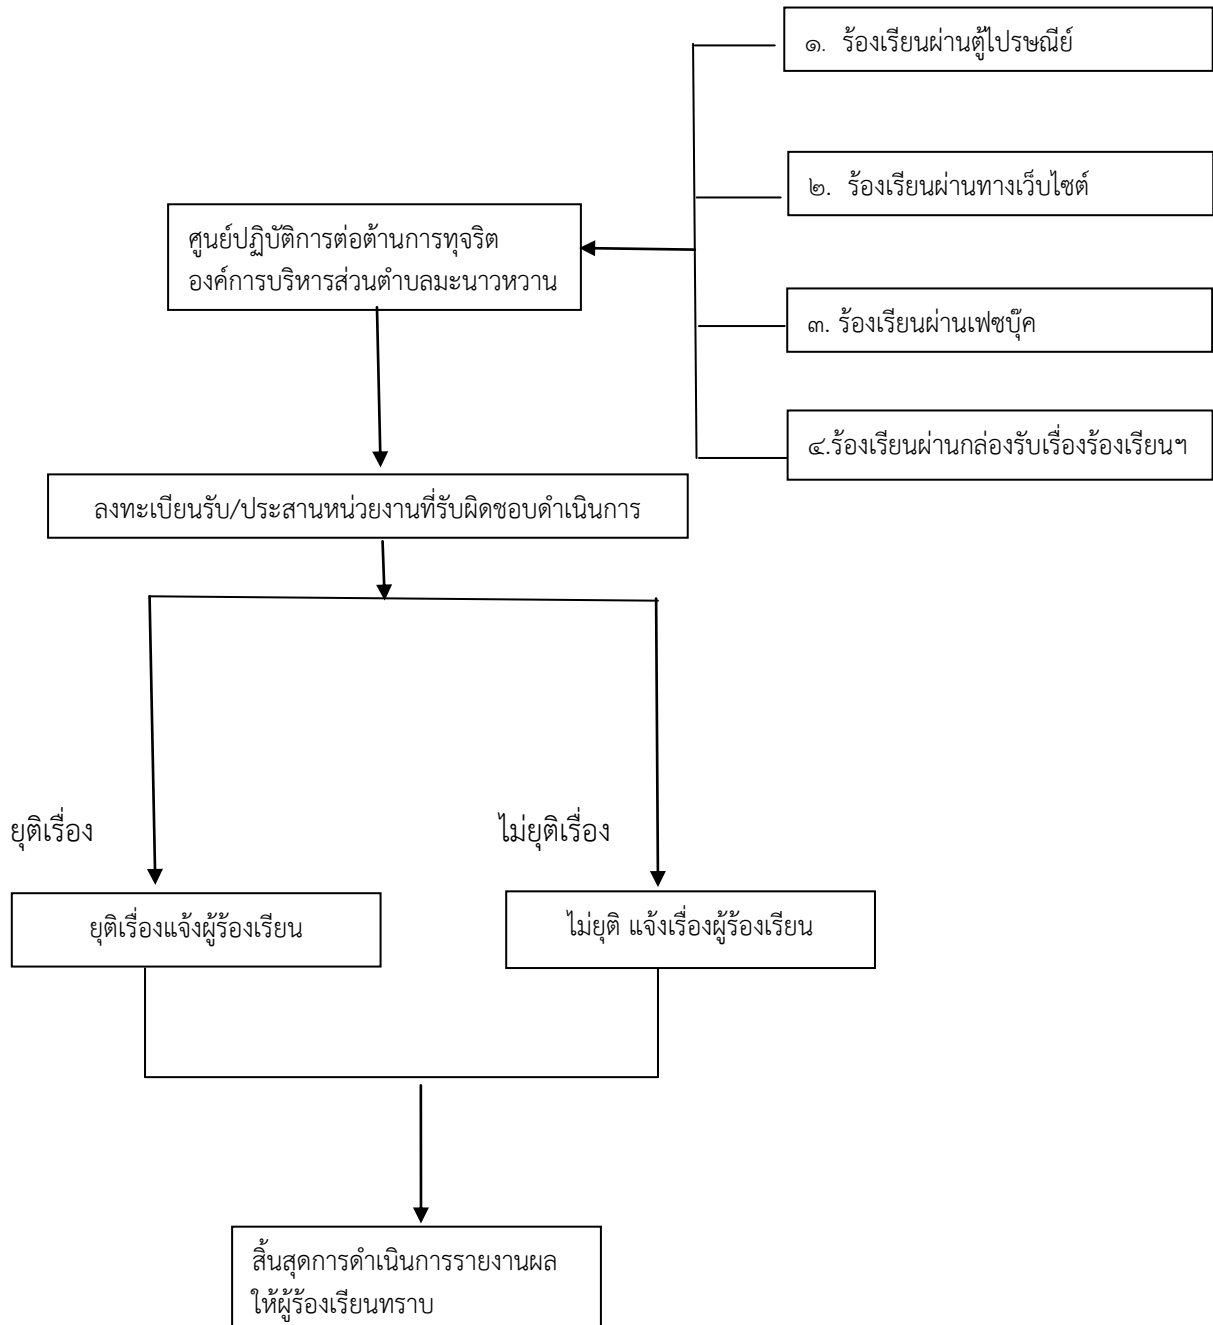 ๑. ร้องเรียนผ่านตู้ไปรษณีย์
๒. ร้องเรียนผ่านทางเว็บไซต์
ศูนย์ปฏิบัติการต่อต้านการทุจริต
องค์การบริหารส่วนตำบลมะนาวหวาน
๓. ร้องเรียนผ่านเฟซบุ๊ค
๔.ร้องเรียนผ่านกล่องรับเรื่องร้องเรียนฯ
ลงทะเบียนรับ/ประสานหน่วยงานที่รับผิดชอบดำเนินการ
ยุติเรื่อง
ไม่ยุติเรื่อง
ยุติเรื่องแจ้งผู้ร้องเรียน
ไม่ยุติ แจ้งเรื่องผู้ร้องเรียน
สิ้นสุดการดำเนินการรายงานผล
ให้ผู้ร้องเรียนทราบ